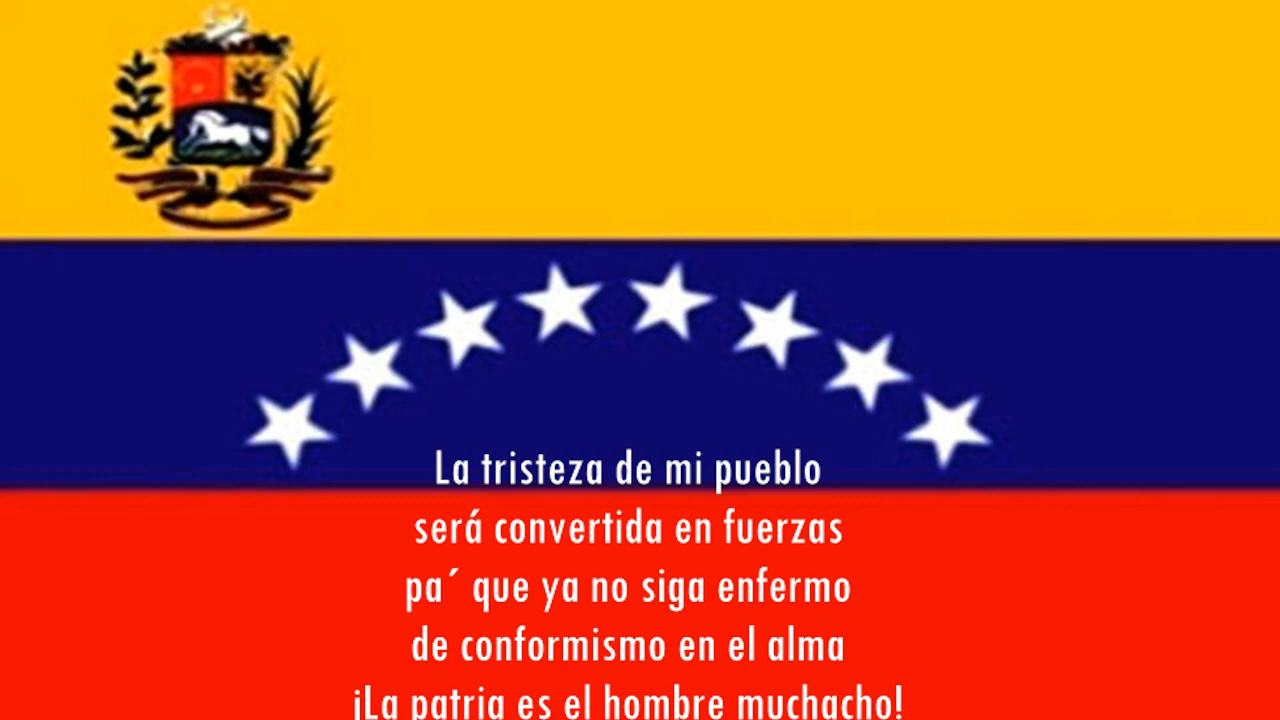 La tristeza de mi pueblo
será convertida en fuerzas
pa´ que ya no siga enfermo
de conformismo en el alma
¡La patria es el hombre muchacho!